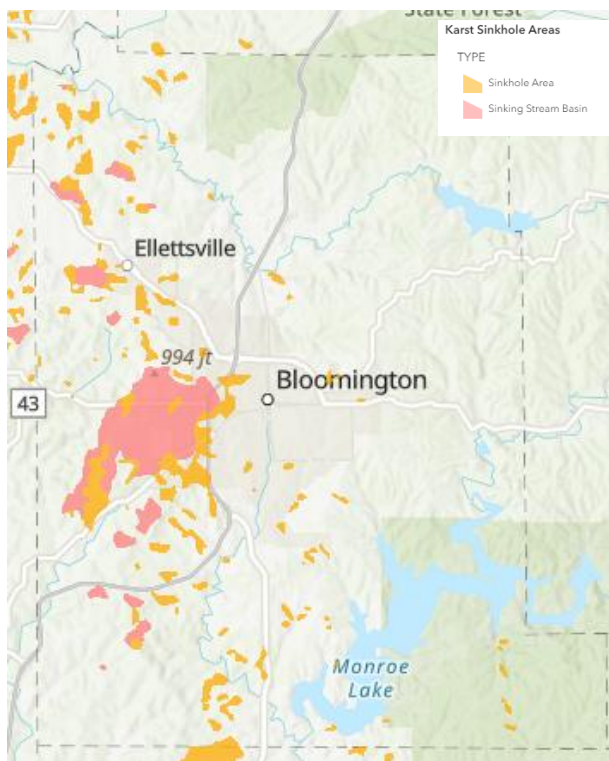 State Forest
Karst Sinkhole Areas
TYPE
Sinkhole Area
Sinking Stream Basin
Ellettsville
994 ft
Bloomington
43
Monroe
Lake